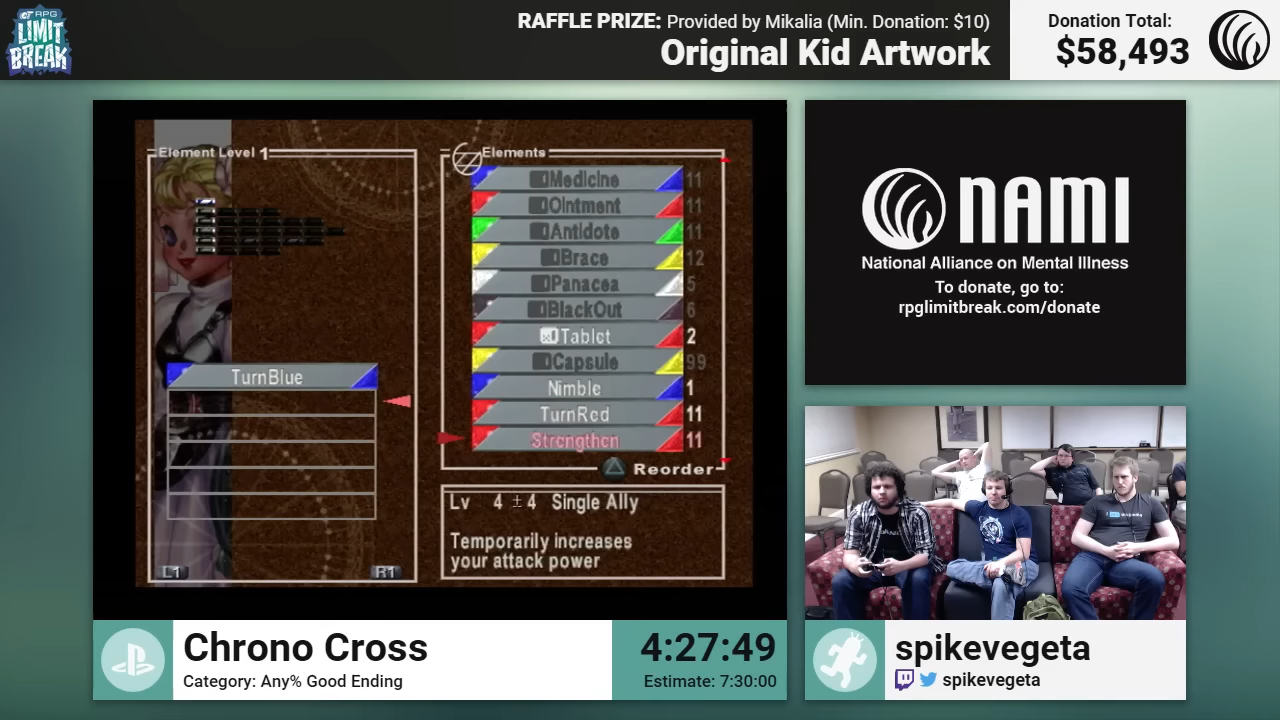 RPG
LIMIT
BREAK
RAFFLE PRIZE: Provided by Mikalia (Min. Donation: $10)
Original Kid Artwork
Donation Total:
$58,493
Element Level 1
TurnBlue
L1
R1
Elements
Medicine 11
Ointment 11
Antidote 11
Brace 12
Panacea 5
BlackOut 6
Tablet 2
Capsule 99
Nimble 1
TurnRed 11
Strengthen 11
Reorder
Lv 4 ±4 Single Ally
Temporarily increases
your attack power
NAMI
National Alliance on Mental Illness
To donate, go to:
rpglimitbreak.com/donate
Chrono Cross
Category: Any% Good Ending
4:27:49
Estimate: 7:30:00
spikevegeta
spikevegeta